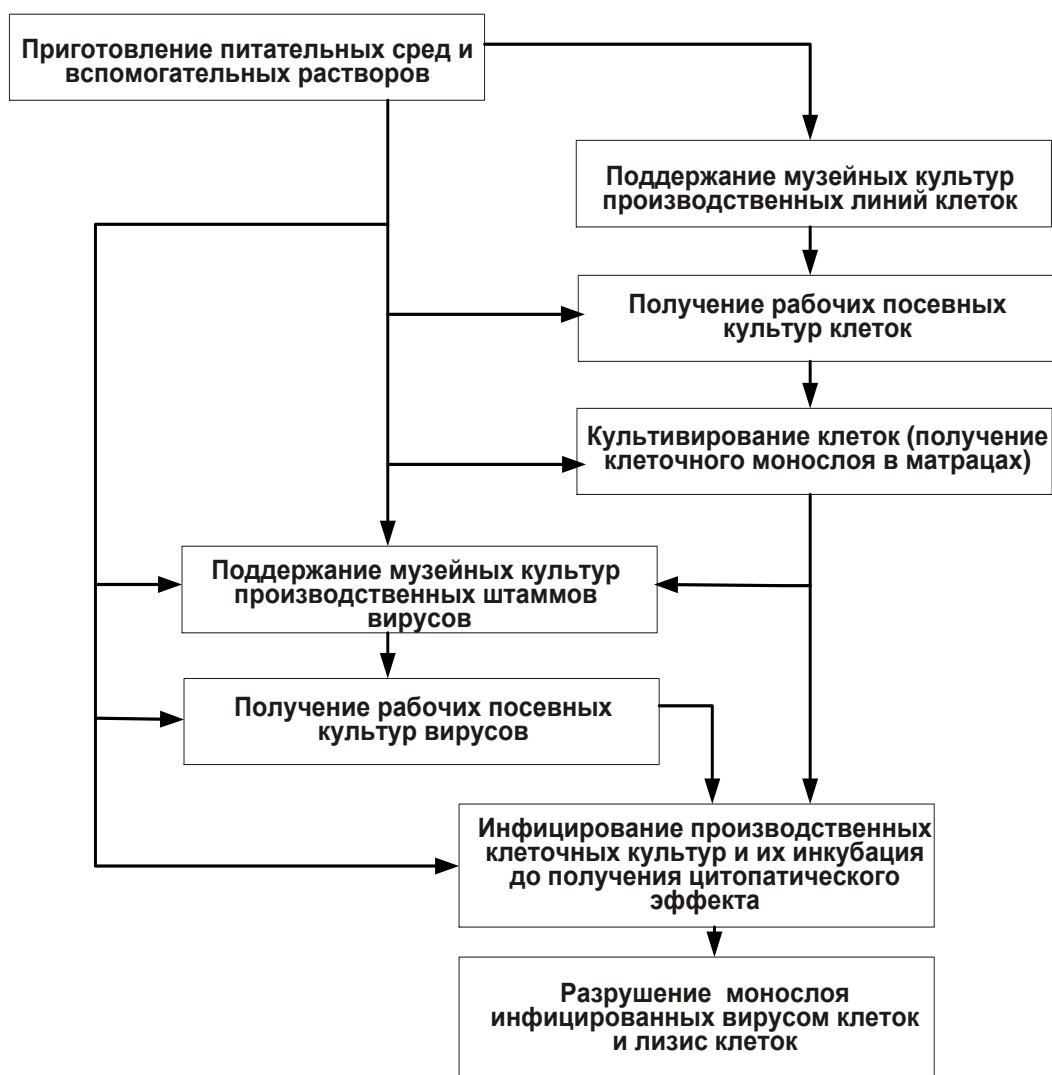 Приготовление питательных сред и
вспомогательных растворов
Поддержание музейных культур
производственных линий клеток
Получение рабочих посевных
культур клеток
Культивирование клеток (получение
клеточного монослоя в матрацах)
Поддержание музейных культур
производственных штаммов
вирусов
Получение рабочих посевных
культур вирусов
Инфицирование производственных
клеточных культур и их инкубация
до получения цитопатического
эффекта
Разрушение монослоя
инфицированных вирусом клеток
и лизис клеток